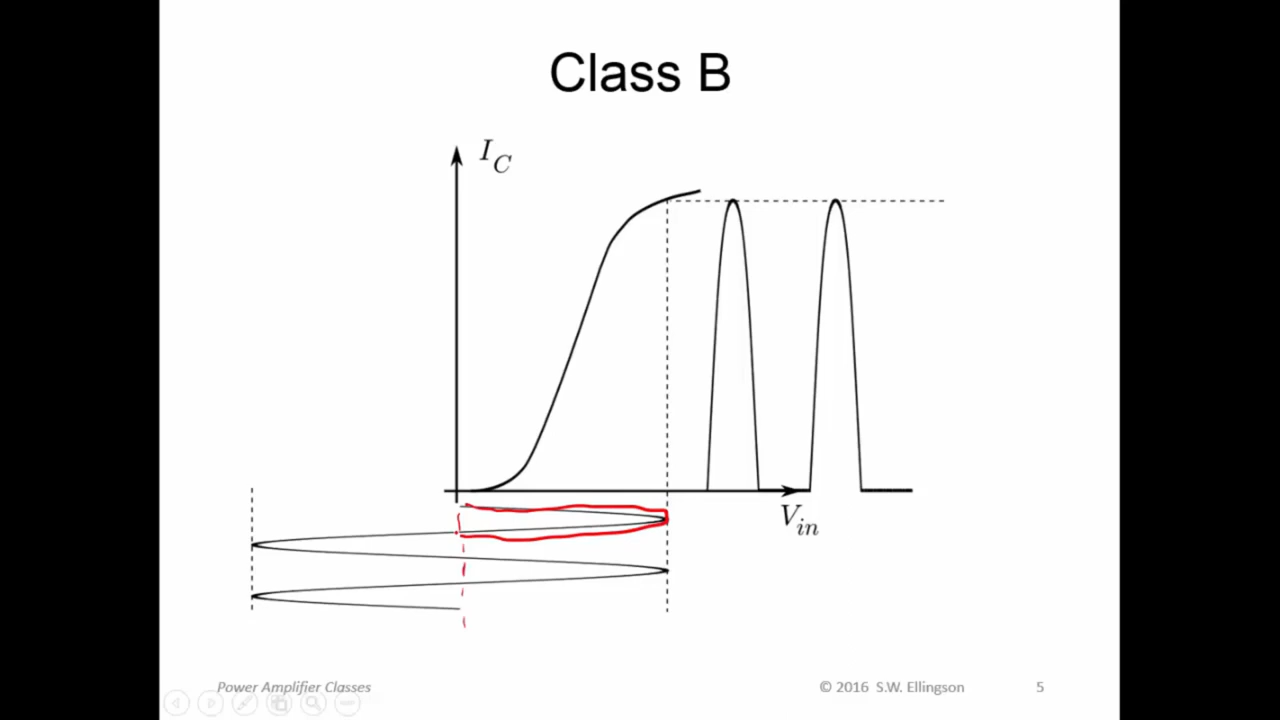 Class B
I_C
V_in
Power Amplifier Classes
© 2016 S.W. Ellingson
5